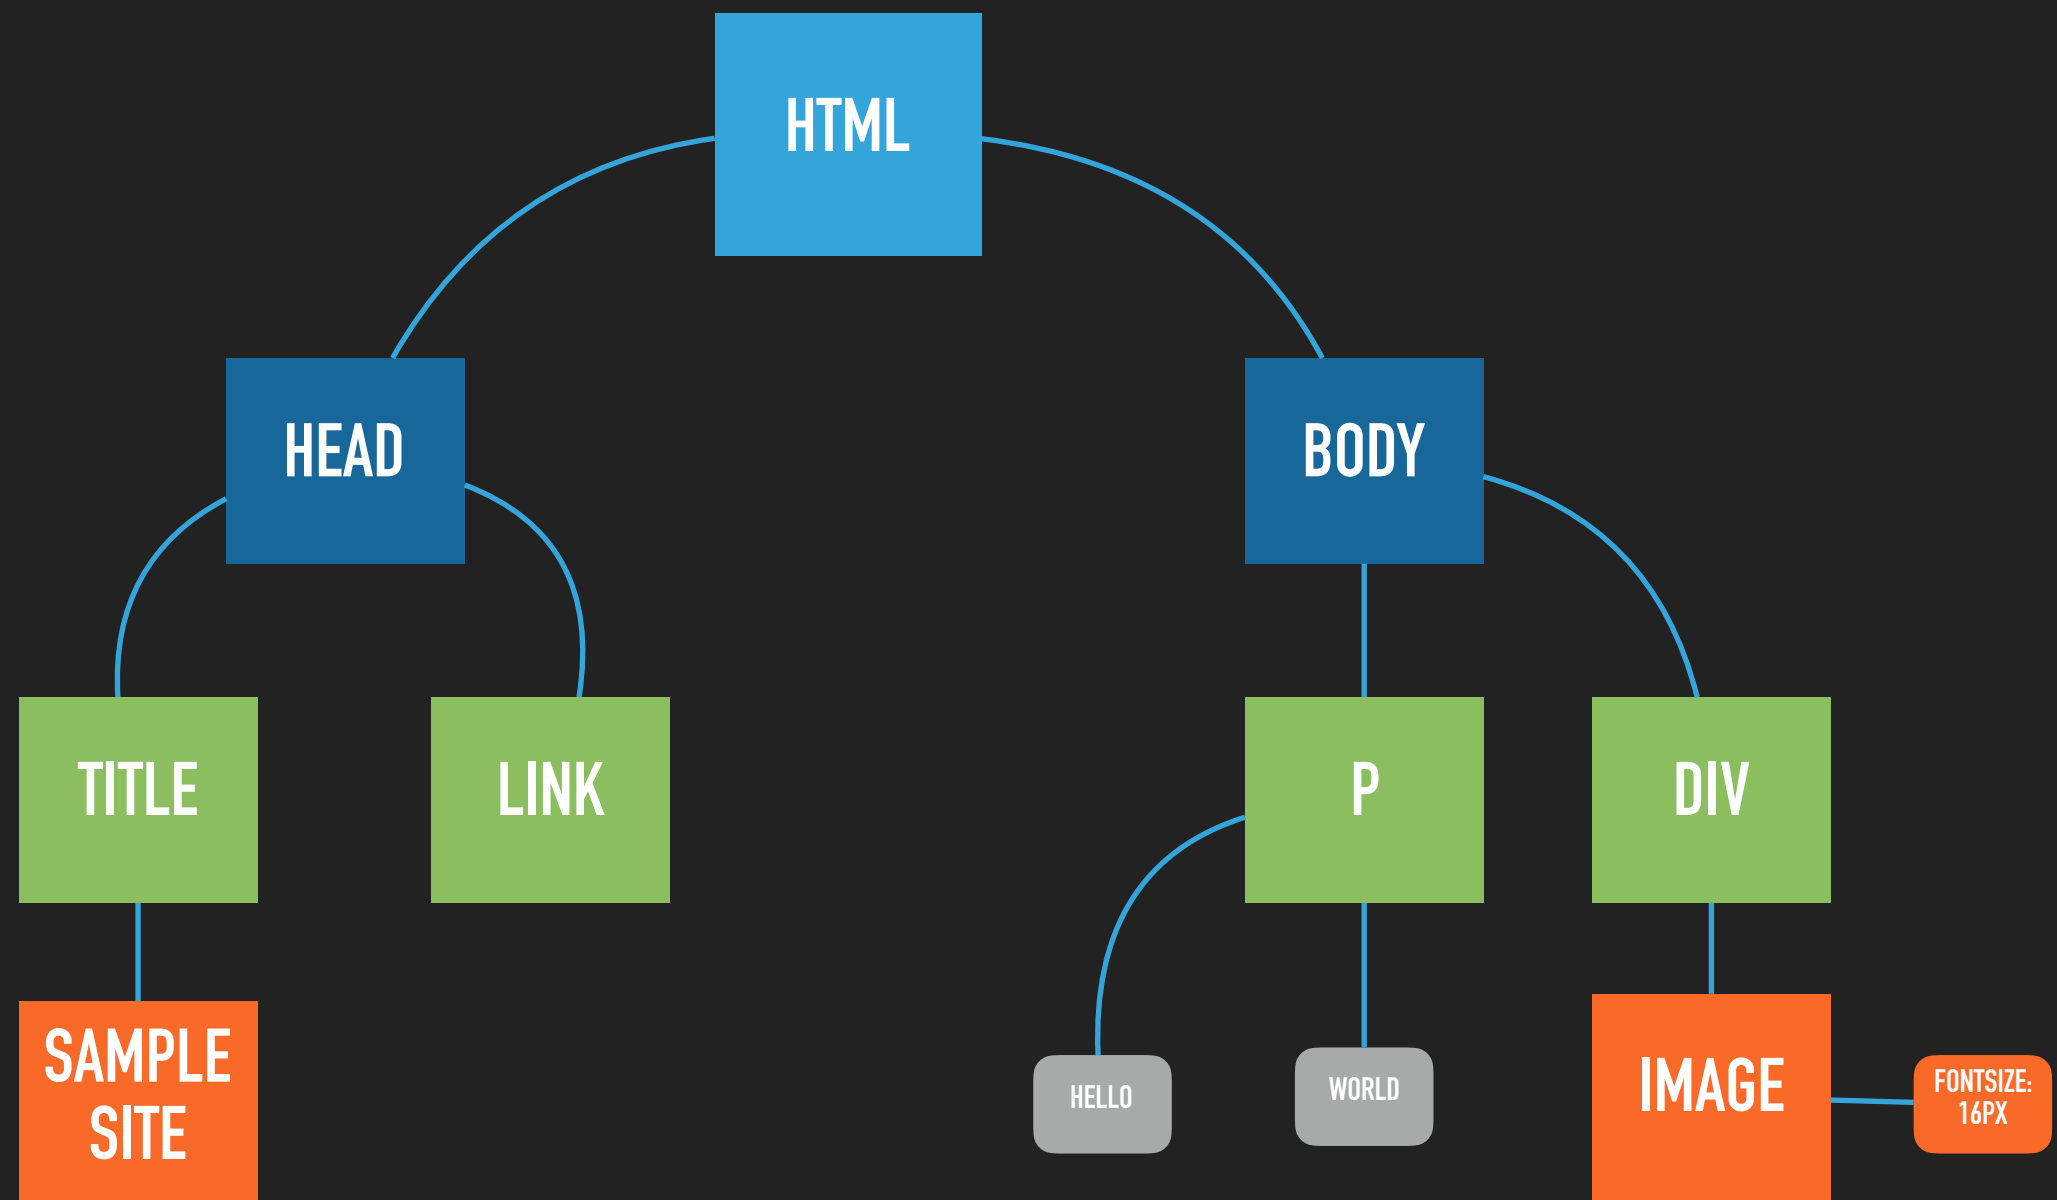 HTML
HEAD
BODY
TITLE
LINK
P
DIV
SAMPLE
SITE
HELLO
WORLD
IMAGE
FONTSIZE:
16PX